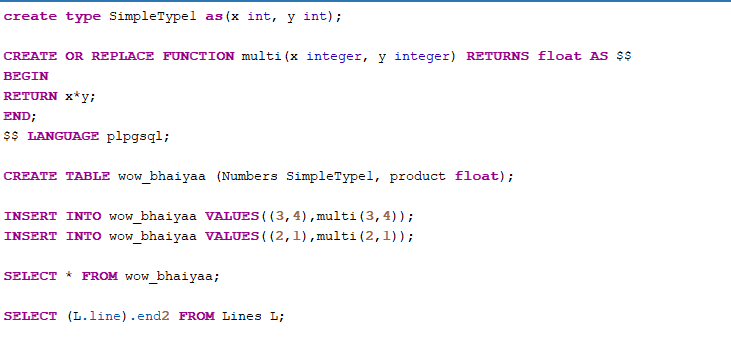 create type SimpleType1 as(x int, y int);
CREATE OR REPLACE FUNCTION multi(x integer, y integer) RETURNS float AS $$
BEGIN
RETURN x*y;
END;
$$ LANGUAGE plpgsql;
CREATE TABLE wow_bhaiyaa (Numbers SimpleType1, product float);
INSERT INTO wow_bhaiyaa VALUES((3,4),multi(3,4));
INSERT INTO wow_bhaiyaa VALUES((2,1),multi(2,1));
SELECT * FROM wow_bhaiyaa;
SELECT (L.line).end2 FROM Lines L;